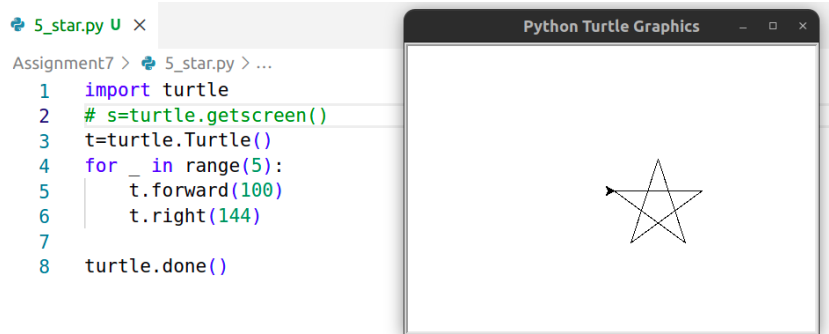 5_star.py U ×
Assignment7 > 5_star.py > ...
1 import turtle
2 # s=turtle.getscreen()
3 t=turtle.Turtle()
4 for _ in range(5):
5     t.forward(100)
6     t.right(144)
7
8 turtle.done()
Python Turtle Graphics